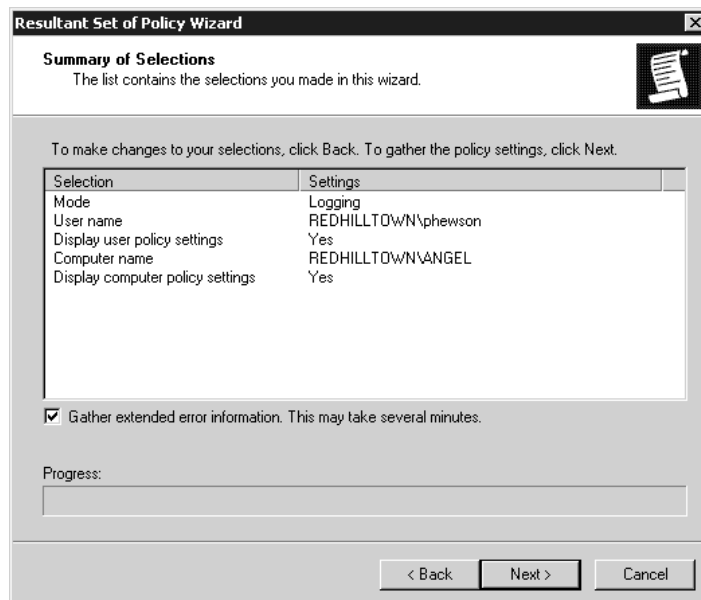 Resultant Set of Policy Wizard
Summary of Selections
The list contains the selections you made in this wizard.
To make changes to your selections, click Back. To gather the policy settings, click Next.
Selection Settings
Mode Logging
User name REDHILLTOWN\phewson
Display user policy settings Yes
Computer name REDHILLTOWN\ANGEL
Display computer policy settings Yes
Gather extended error information. This may take several minutes.
Progress:
< Back Next > Cancel